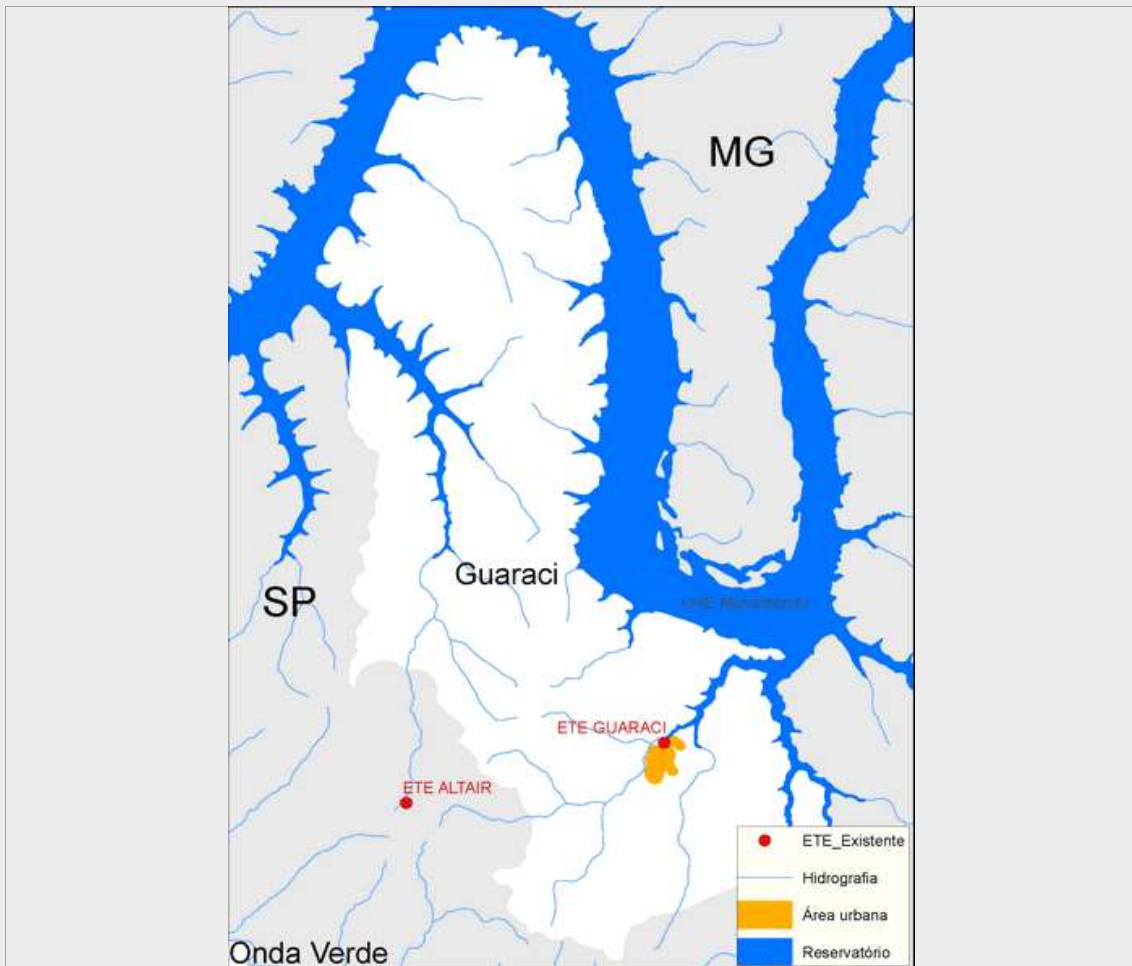 MG
Guaraci
SP
ETE GUARACI
ETE ALTAIR
ETE_Existente
Hidrografia
Área urbana
Reservatório
Onda Verde